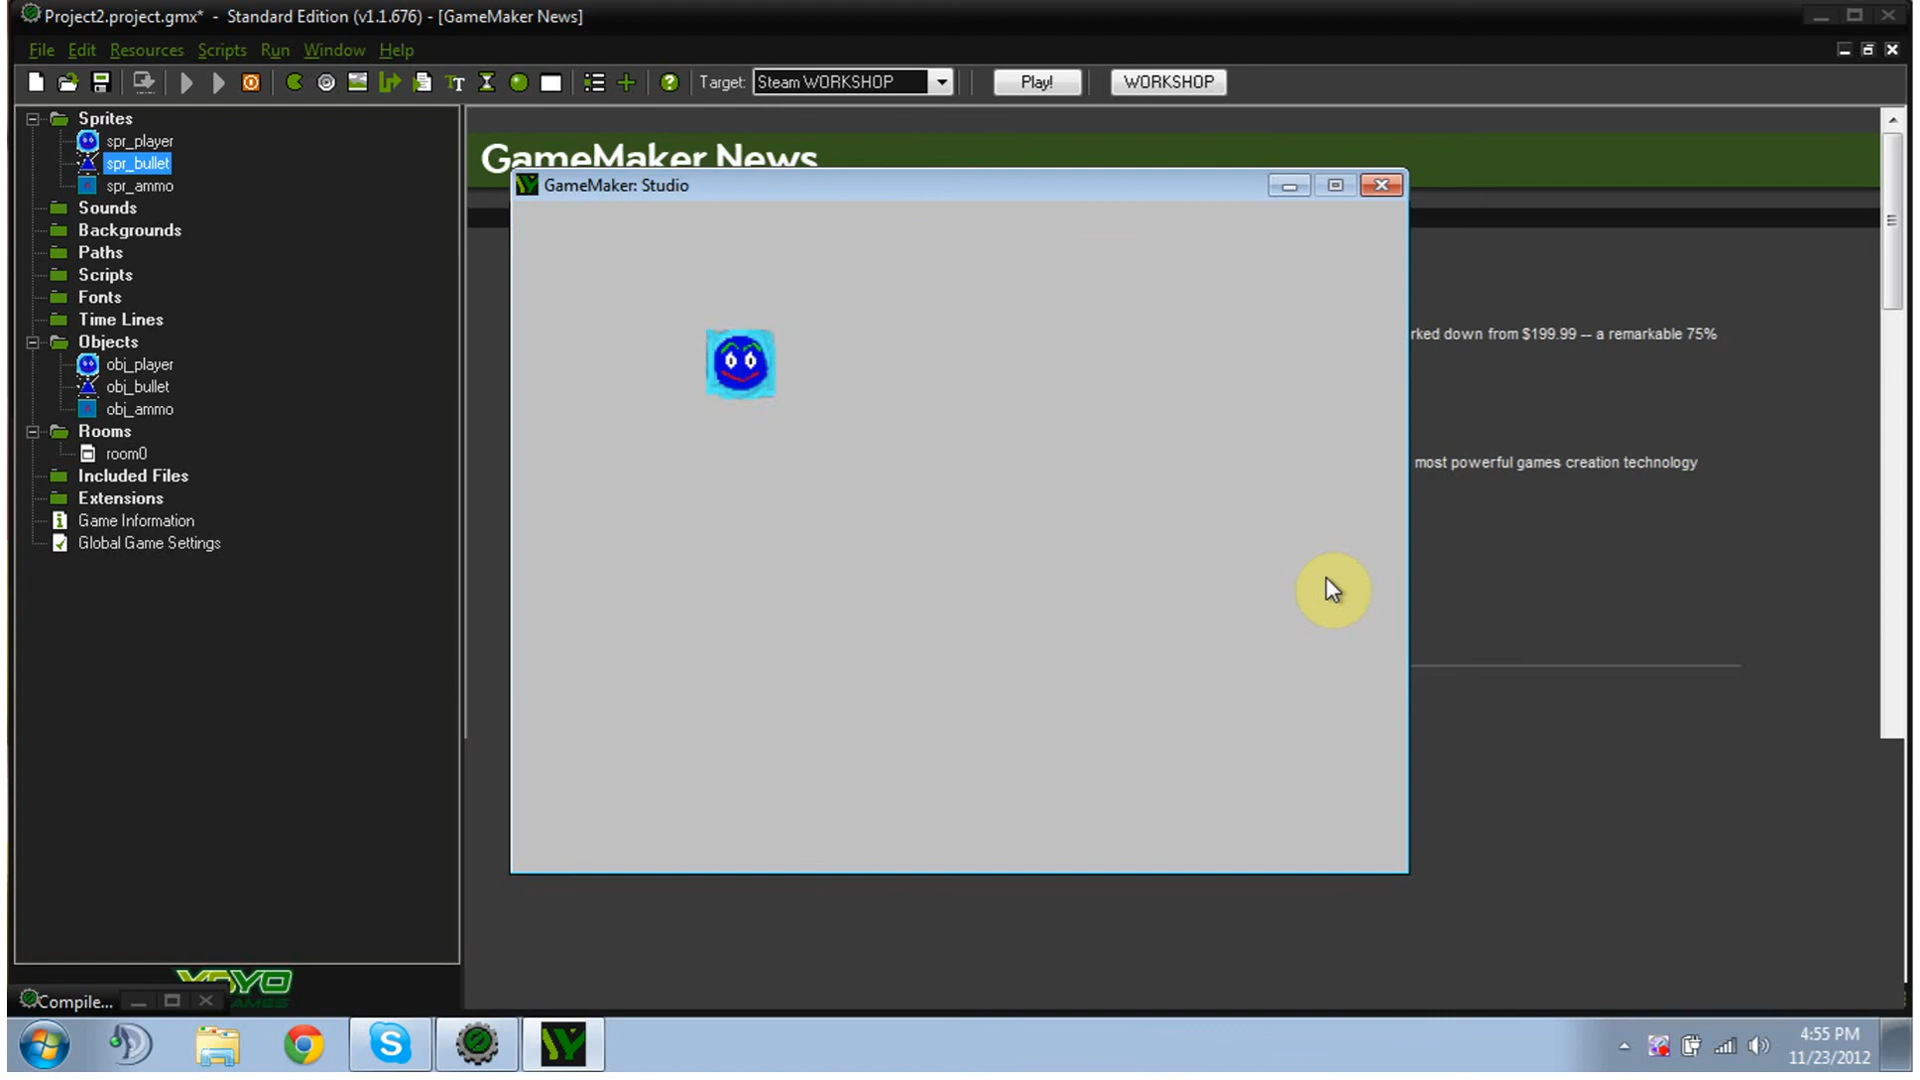 Project2.project.gmx* - Standard Edition (v1.1.676) - [GameMaker News]
File Edit Resources Scripts Run Window Help
Target: Steam WORKSHOP Play! WORKSHOP
Sprites
spr_player
spr_bullet
spr_ammo
Sounds
Backgrounds
Paths
Scripts
Fonts
Time Lines
Objects
obj_player
obj_bullet
obj_ammo
Rooms
room0
Included Files
Extensions
Game Information
Global Game Settings
GameMaker News
GameMaker: Studio
rked down from $199.99 -- a remarkable 75%
most powerful games creation technology
YOYO
GAMES
Compile...
4:55 PM
11/23/2012